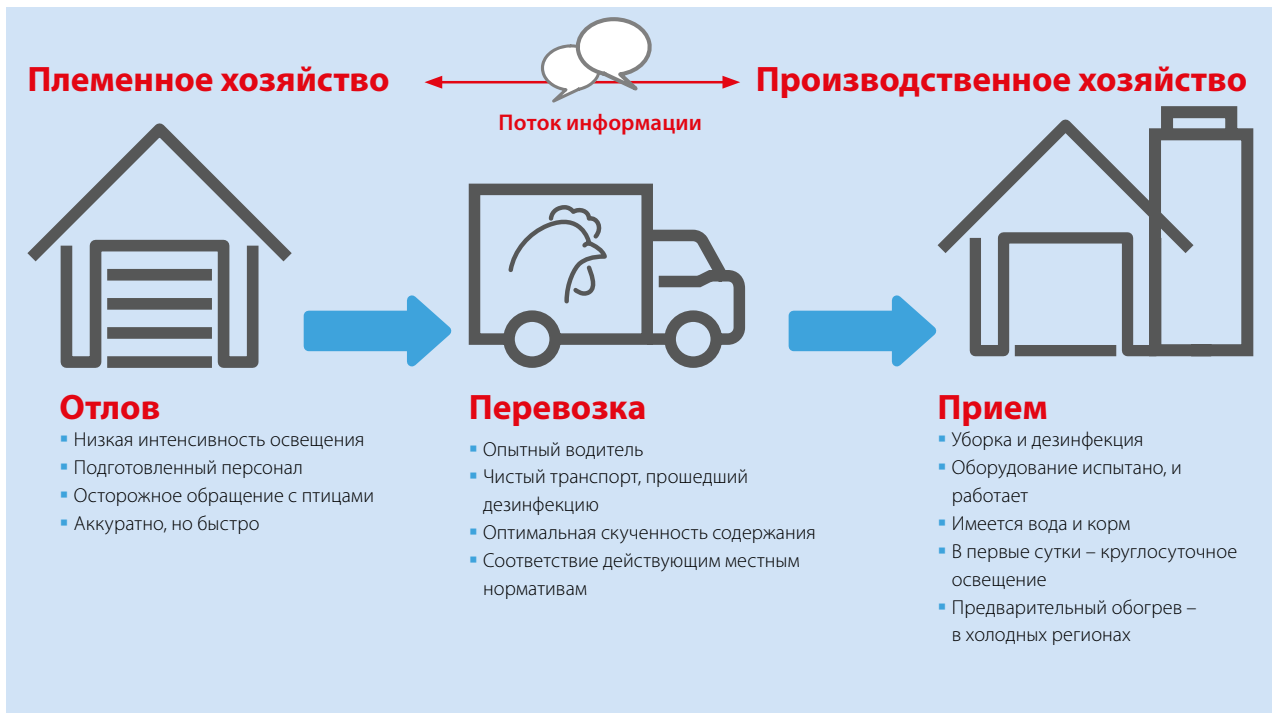 Племенное хозяйство
Производственное хозяйство
Поток информации
Отлов
▪ Низкая интенсивность освещения
▪ Подготовленный персонал
▪ Осторожное обращение с птицами
▪ Аккуратно, но быстро
Перевозка
▪ Опытный водитель
▪ Чистый транспорт, прошедший
дезинфекцию
▪ Оптимальная скученность содержания
▪ Соответствие действующим местным
нормативам
Прием
▪ Уборка и дезинфекция
▪ Оборудование испытано, и
работает
▪ Имеется вода и корм
▪ В первые сутки – круглосуточное
освещение
▪ Предварительный обогрев –
в холодных регионах